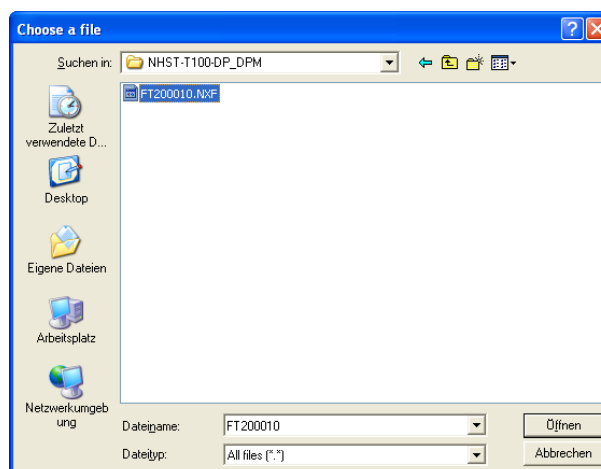 Choose a file
Suchen in: NHST-T100-DP_DPM
FT200010.NXF
Zuletzt
verwendete D...
Desktop
Eigene Dateien
Arbeitsplatz
Netzwerkumgeb
ung
Dateiname: FT200010 Öffnen
Dateityp: All files (*.*) Abbrechen